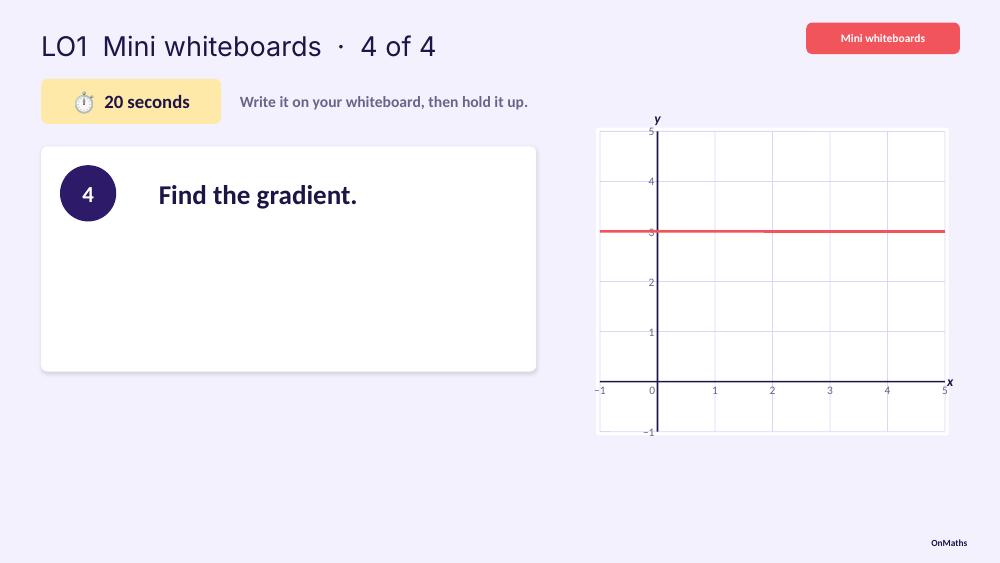 LO1 Mini whiteboards · 4 of 4
Mini whiteboards
⏱️ 20 seconds
Write it on your whiteboard, then hold it up.
4
Find the gradient.
y
5
4
3
2
1
−1 0 1 2 3 4 5 x
−1
OnMaths